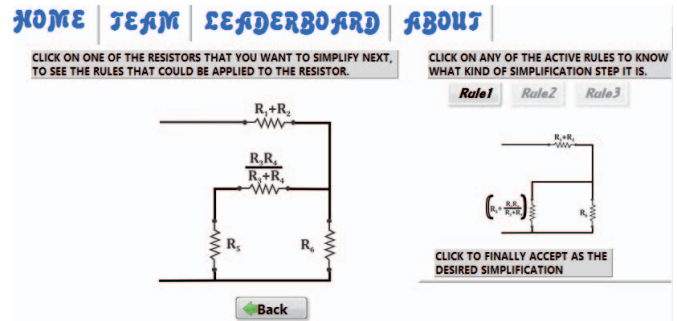 HOME TEAM LEADERBOARD ABOUT
CLICK ON ONE OF THE RESISTORS THAT YOU WANT TO SIMPLIFY NEXT,
TO SEE THE RULES THAT COULD BE APPLIED TO THE RESISTOR.
CLICK ON ANY OF THE ACTIVE RULES TO KNOW
WHAT KIND OF SIMPLIFICATION STEP IT IS.
Rule1 Rule2 Rule3
R₁+R₂
R₃R₄
R₃+R₄
R₅ R₆
Back
R₁+R₂
(R₅+ R₃R₄
R₃+R₄)
R₆
CLICK TO FINALLY ACCEPT AS THE
DESIRED SIMPLIFICATION